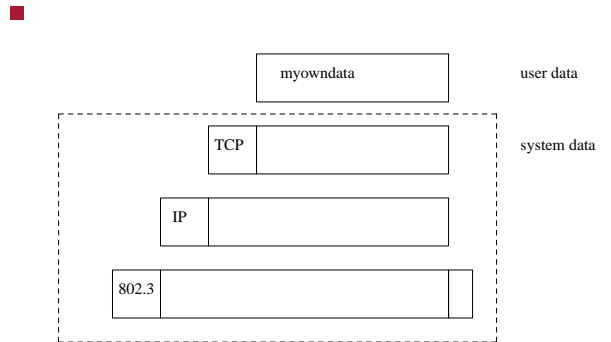 myowndata
user data
TCP
system data
IP
802.3